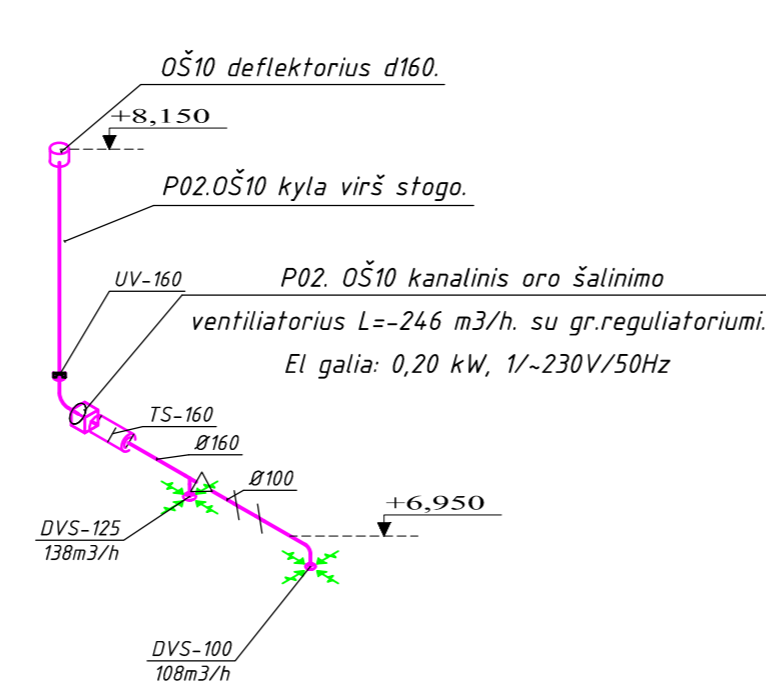 OŠ10 deflektorius d160.
+8,150
P02.OŠ10 kyla virš stogo.
UV-160
P02. OŠ10 kanalinis oro šalinimo
ventiliatorius L=-246 m3/h. su gr.reguliatoriumi.
El galia: 0,20 kW, 1/~230V/50Hz
TS-160
Ø160
Ø100
+6,950
DVS-125
138m3/h
DVS-100
108m3/h